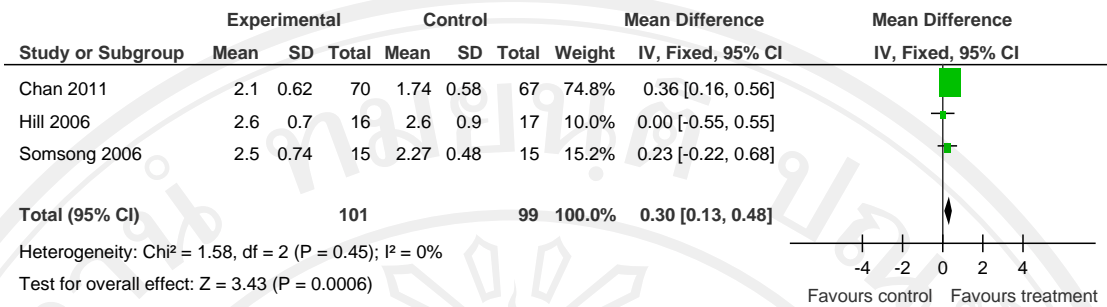 Experimental Control Mean Difference Mean Difference
Study or Subgroup Mean SD Total Mean SD Total Weight IV, Fixed, 95% CI IV, Fixed, 95% CI
Chan 2011 2.1 0.62 70 1.74 0.58 67 74.8% 0.36 [0.16, 0.56]
Hill 2006 2.6 0.7 16 2.6 0.9 17 10.0% 0.00 [-0.55, 0.55]
Somsong 2006 2.5 0.74 15 2.27 0.48 15 15.2% 0.23 [-0.22, 0.68]
Total (95% CI) 101 99 100.0% 0.30 [0.13, 0.48]
Heterogeneity: Chi² = 1.58, df = 2 (P = 0.45); I² = 0%
Test for overall effect: Z = 3.43 (P = 0.0006)
-4 -2 0 2 4
Favours control Favours treatment